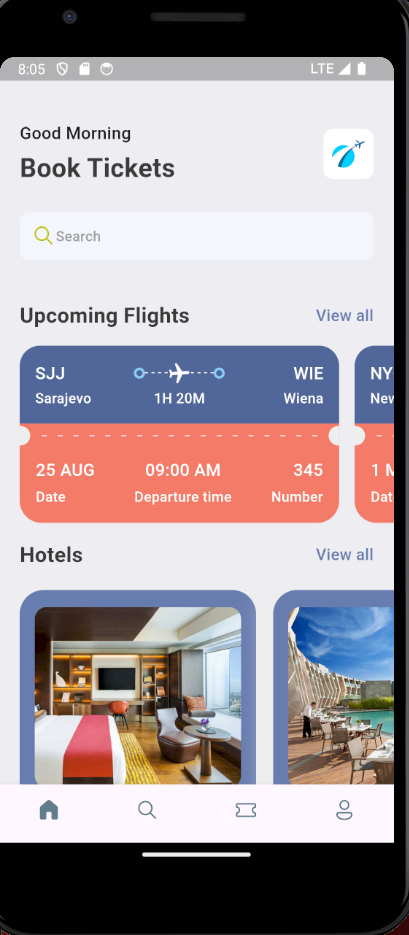 8:05 LTE
Good Morning
Book Tickets
Search
Upcoming Flights View all
SJJ WIE NY
Sarajevo 1H 20M Wiena New
25 AUG 09:00 AM 345 1 M
Date Departure time Number Dat
Hotels View all